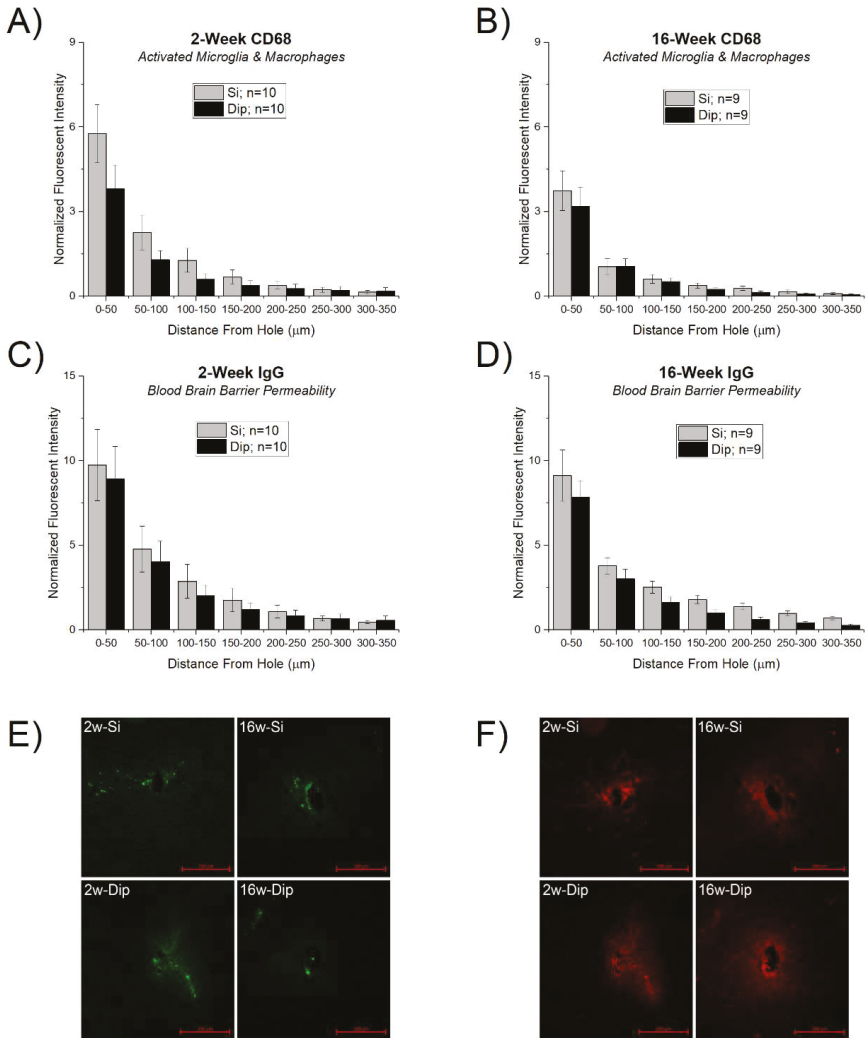 A)
2-Week CD68
Activated Microglia & Macrophages
Si; n=10
Dip; n=10
Normalized Fluorescent Intensity
9
6
3
0
0-50 50-100 100-150 150-200 200-250 250-300 300-350
Distance From Hole (μm)
B)
16-Week CD68
Activated Microglia & Macrophages
Si; n=9
Dip; n=9
Normalized Fluorescent Intensity
9
6
3
0
0-50 50-100 100-150 150-200 200-250 250-300 300-350
Distance From Hole (μm)
C)
2-Week IgG
Blood Brain Barrier Permeability
Si; n=10
Dip; n=10
Normalized Fluorescent Intensity
15
10
5
0
0-50 50-100 100-150 150-200 200-250 250-300 300-350
Distance From Hole (μm)
D)
16-Week IgG
Blood Brain Barrier Permeability
Si; n=9
Dip; n=9
Normalized Fluorescent Intensity
15
10
5
0
0-50 50-100 100-150 150-200 200-250 250-300 300-350
Distance From Hole (μm)
E)
2w-Si
16w-Si
2w-Dip
16w-Dip
F)
2w-Si
16w-Si
2w-Dip
16w-Dip